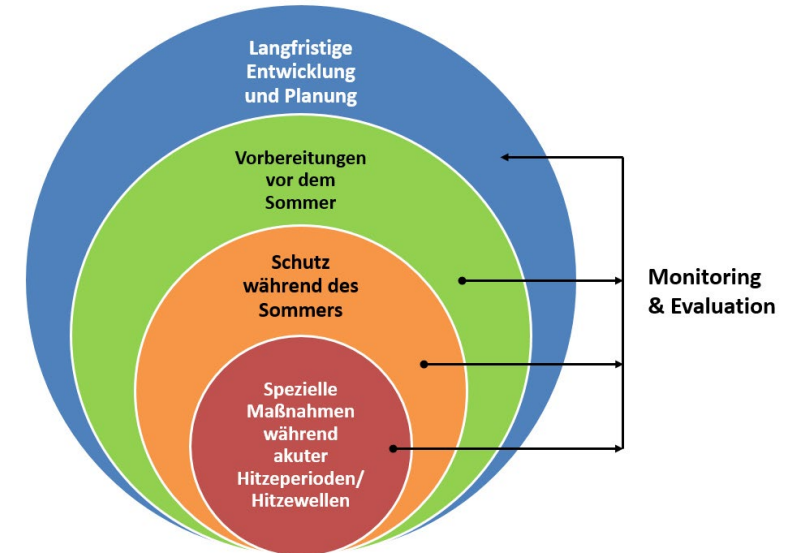 Langfristige
Entwicklung
und Planung
Vorbereitungen
vor dem
Sommer
Schutz
während des
Sommers
Spezielle
Maßnahmen
während
akuter
Hitzeperioden/
Hitzewellen
Monitoring
& Evaluation